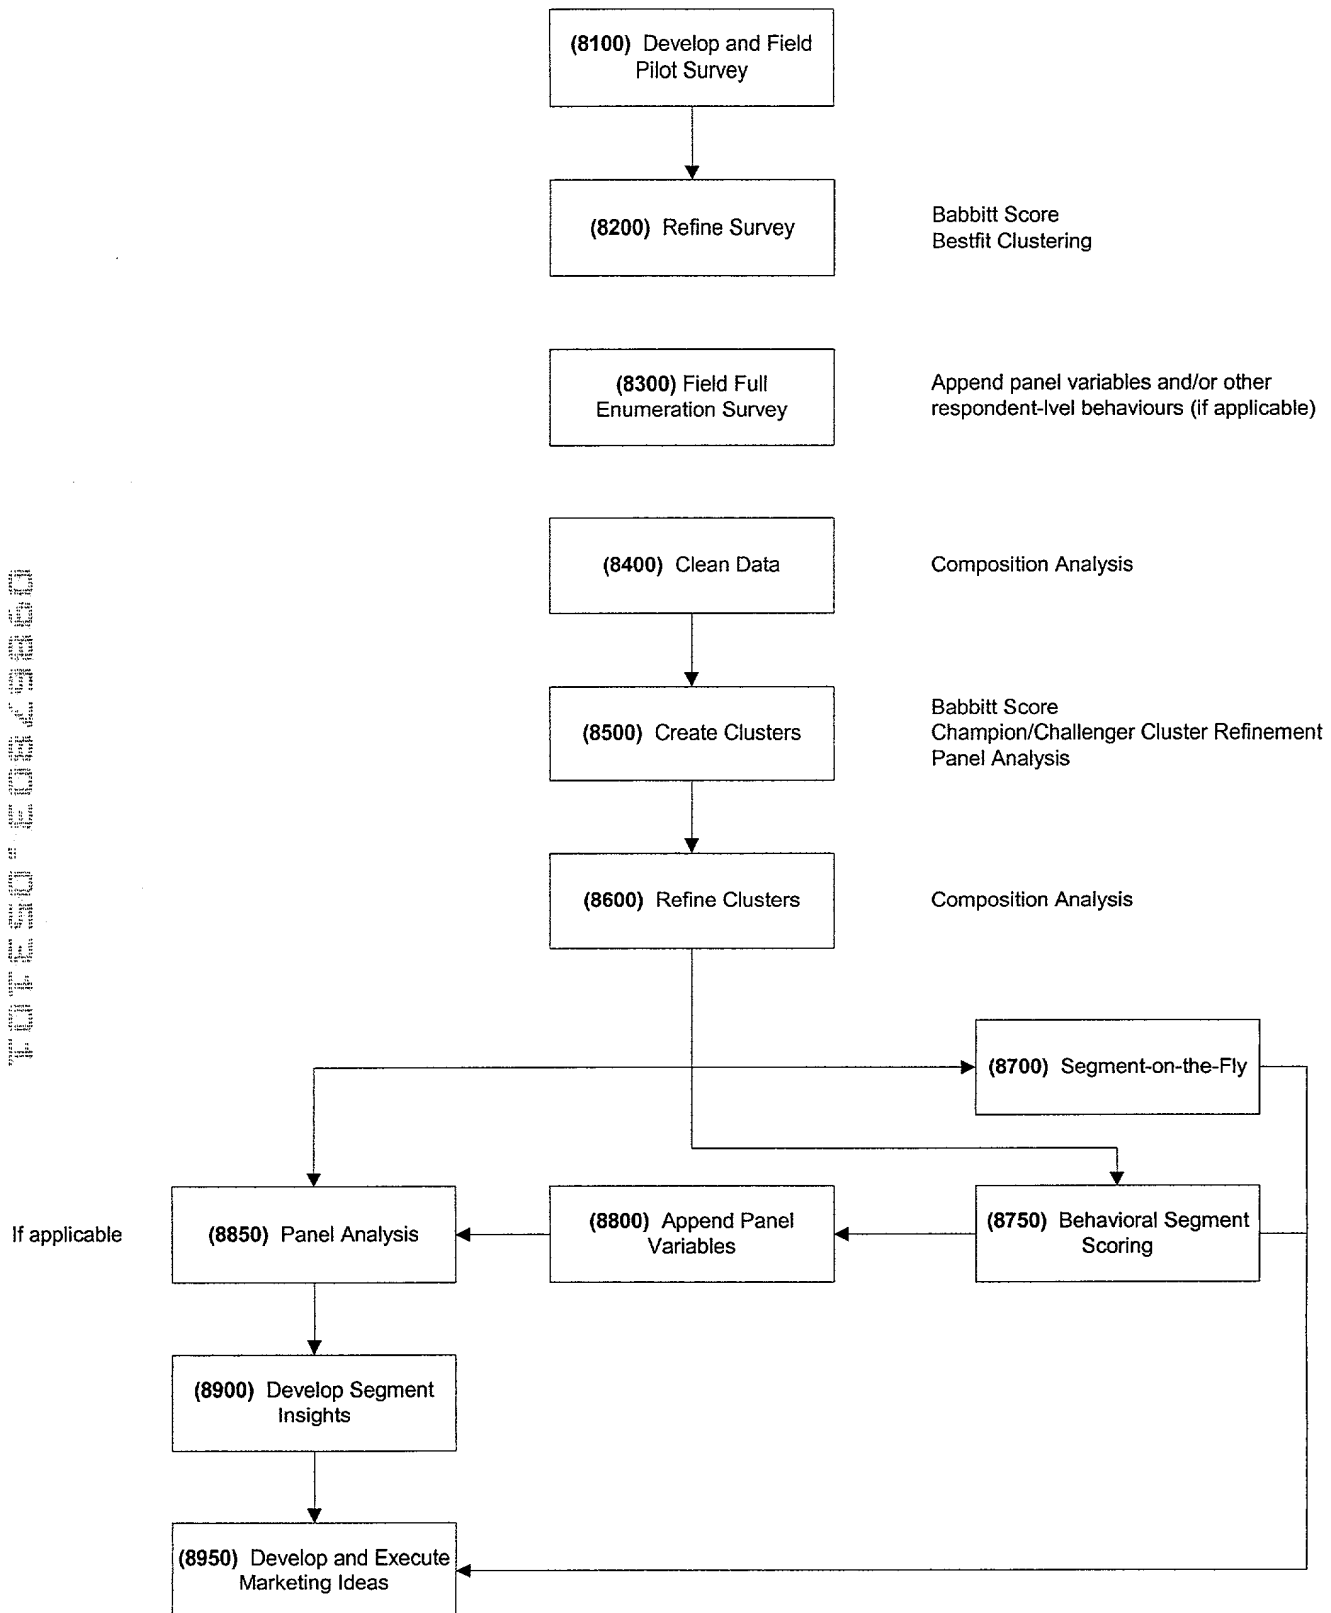 (8100) Develop and Field
Pilot Survey
(8200) Refine Survey
Babbitt Score
Bestfit Clustering
(8300) Field Full
Enumeration Survey
Append panel variables and/or other
respondent-lvel behaviours (if applicable)
(8400) Clean Data
Composition Analysis
(8500) Create Clusters
Babbitt Score
Champion/Challenger Cluster Refinement
Panel Analysis
(8600) Refine Clusters
Composition Analysis
(8700) Segment-on-the-Fly
If applicable
(8850) Panel Analysis
(8800) Append Panel
Variables
(8750) Behavioral Segment
Scoring
(8900) Develop Segment
Insights
(8950) Develop and Execute
Marketing Ideas